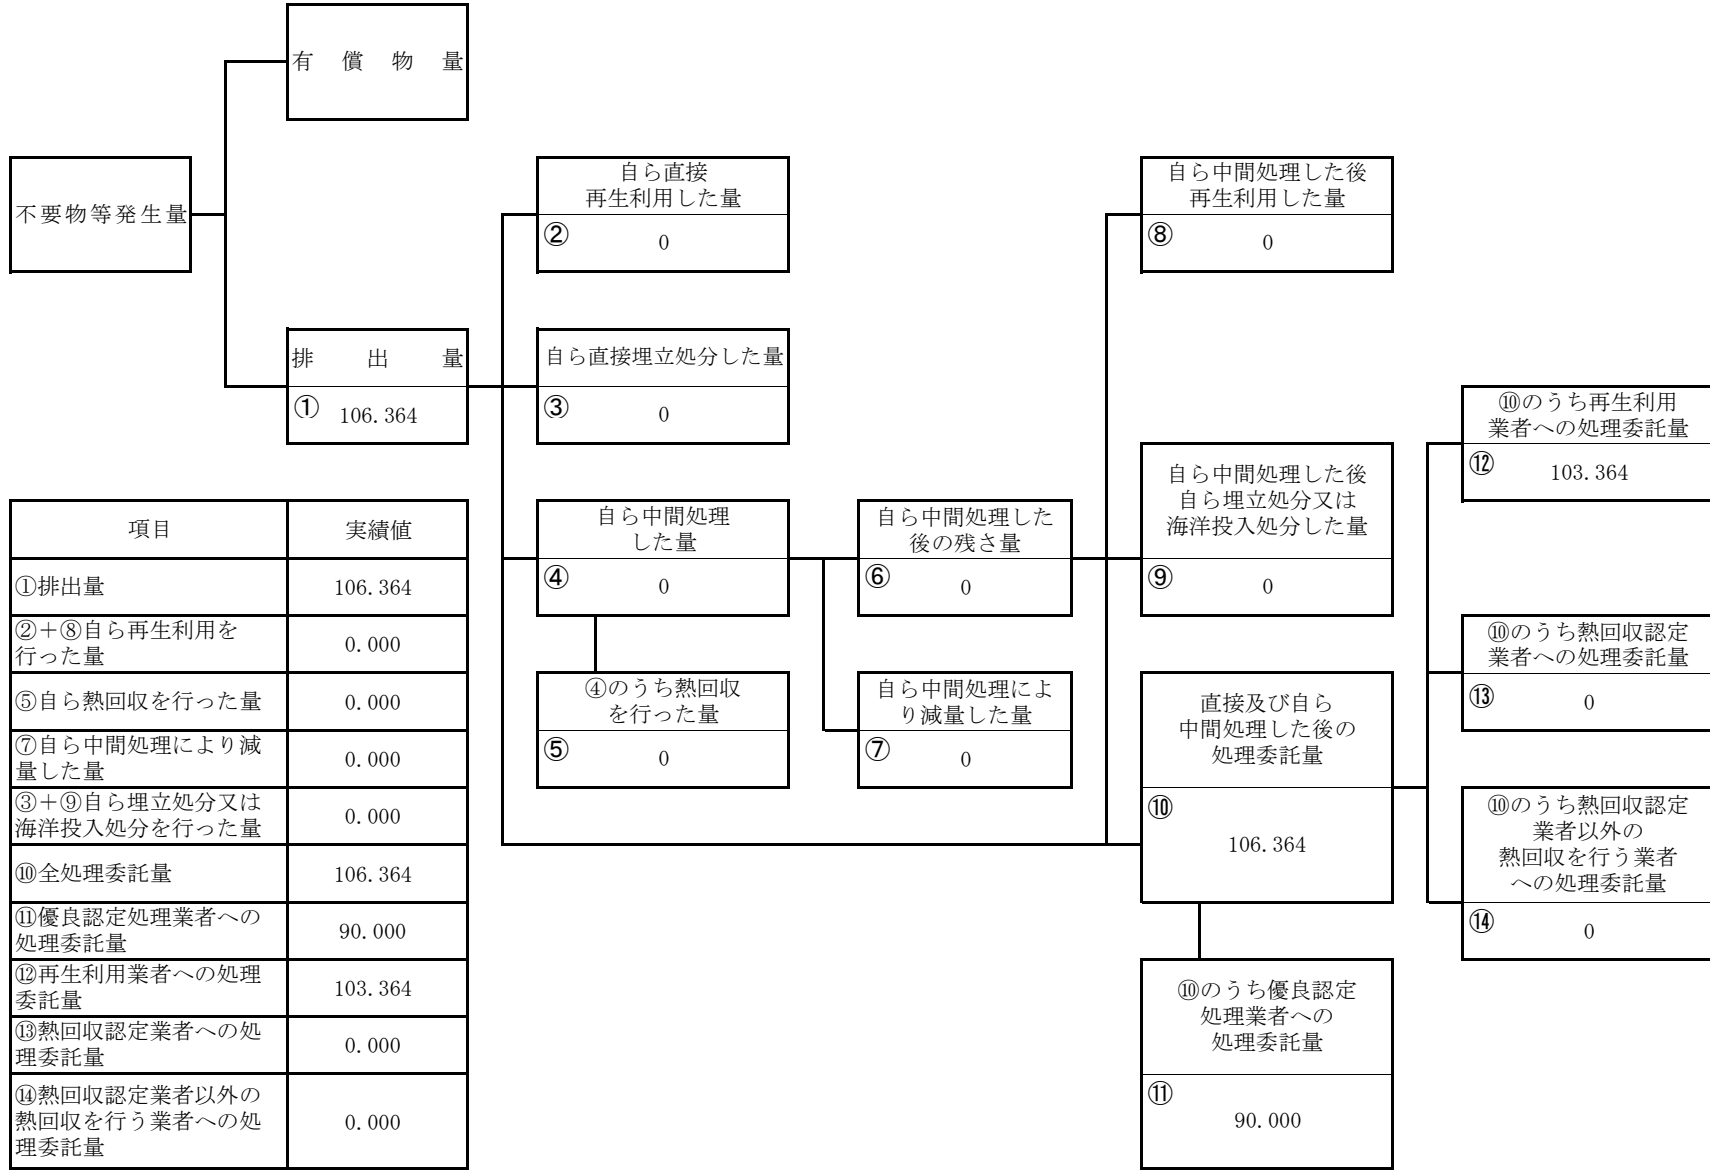 有償物量
不要物等発生量
排出量
① 106.364
自ら直接
再生利用した量
② 0
自ら直接埋立処分した量
③ 0
自ら中間処理
した量
④ 0
④のうち熱回収
を行った量
⑤ 0
自ら中間処理した
後の残さ量
⑥ 0
自ら中間処理によ
り減量した量
⑦ 0
自ら中間処理した後
再生利用した量
⑧ 0
自ら中間処理した後
自ら埋立処分又は
海洋投入処分した量
⑨ 0
直接及び自ら
中間処理した後の
処理委託量
⑩
106.364
⑩のうち優良認定
処理業者への
処理委託量
⑪
90.000
⑩のうち再生利用
業者への処理委託量
⑫ 103.364
⑩のうち熱回収認定
業者への処理委託量
⑬ 0
⑩のうち熱回収認定
業者以外の
熱回収を行う業者
への処理委託量
⑭ 0
項目 実績値
①排出量 106.364
②＋⑧自ら再生利用を
行った量 0.000
⑤自ら熱回収を行った量 0.000
⑦自ら中間処理により減
量した量 0.000
③＋⑨自ら埋立処分又は
海洋投入処分を行った量 0.000
⑩全処理委託量 106.364
⑪優良認定処理業者への
処理委託量 90.000
⑫再生利用業者への処理
委託量 103.364
⑬熱回収認定業者への処
理委託量 0.000
⑭熱回収認定業者以外の
熱回収を行う業者への処
理委託量 0.000